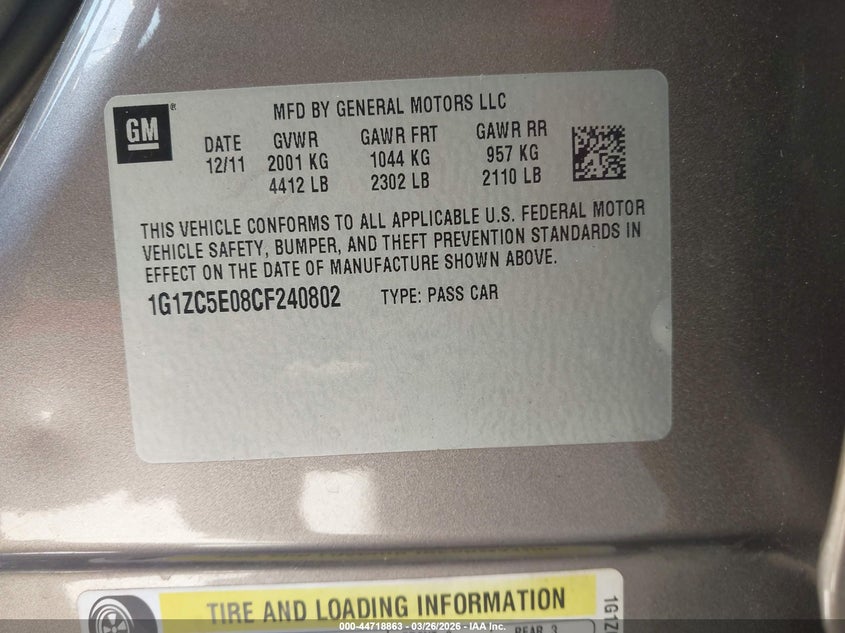 GM®
MFD BY GENERAL MOTORS LLC
DATE GVWR GAWR FRT GAWR RR
12/11 2001 KG 1044 KG 957 KG
4412 LB 2302 LB 2110 LB
THIS VEHICLE CONFORMS TO ALL APPLICABLE U.S. FEDERAL MOTOR
VEHICLE SAFETY, BUMPER, AND THEFT PREVENTION STANDARDS IN
EFFECT ON THE DATE OF MANUFACTURE SHOWN ABOVE.
1G1ZC5E08CF240802 TYPE: PASS CAR
TIRE AND LOADING INFORMATION
1G1Z
REAR 3
000-44718863 - 03/26/2026 - IAA Inc.